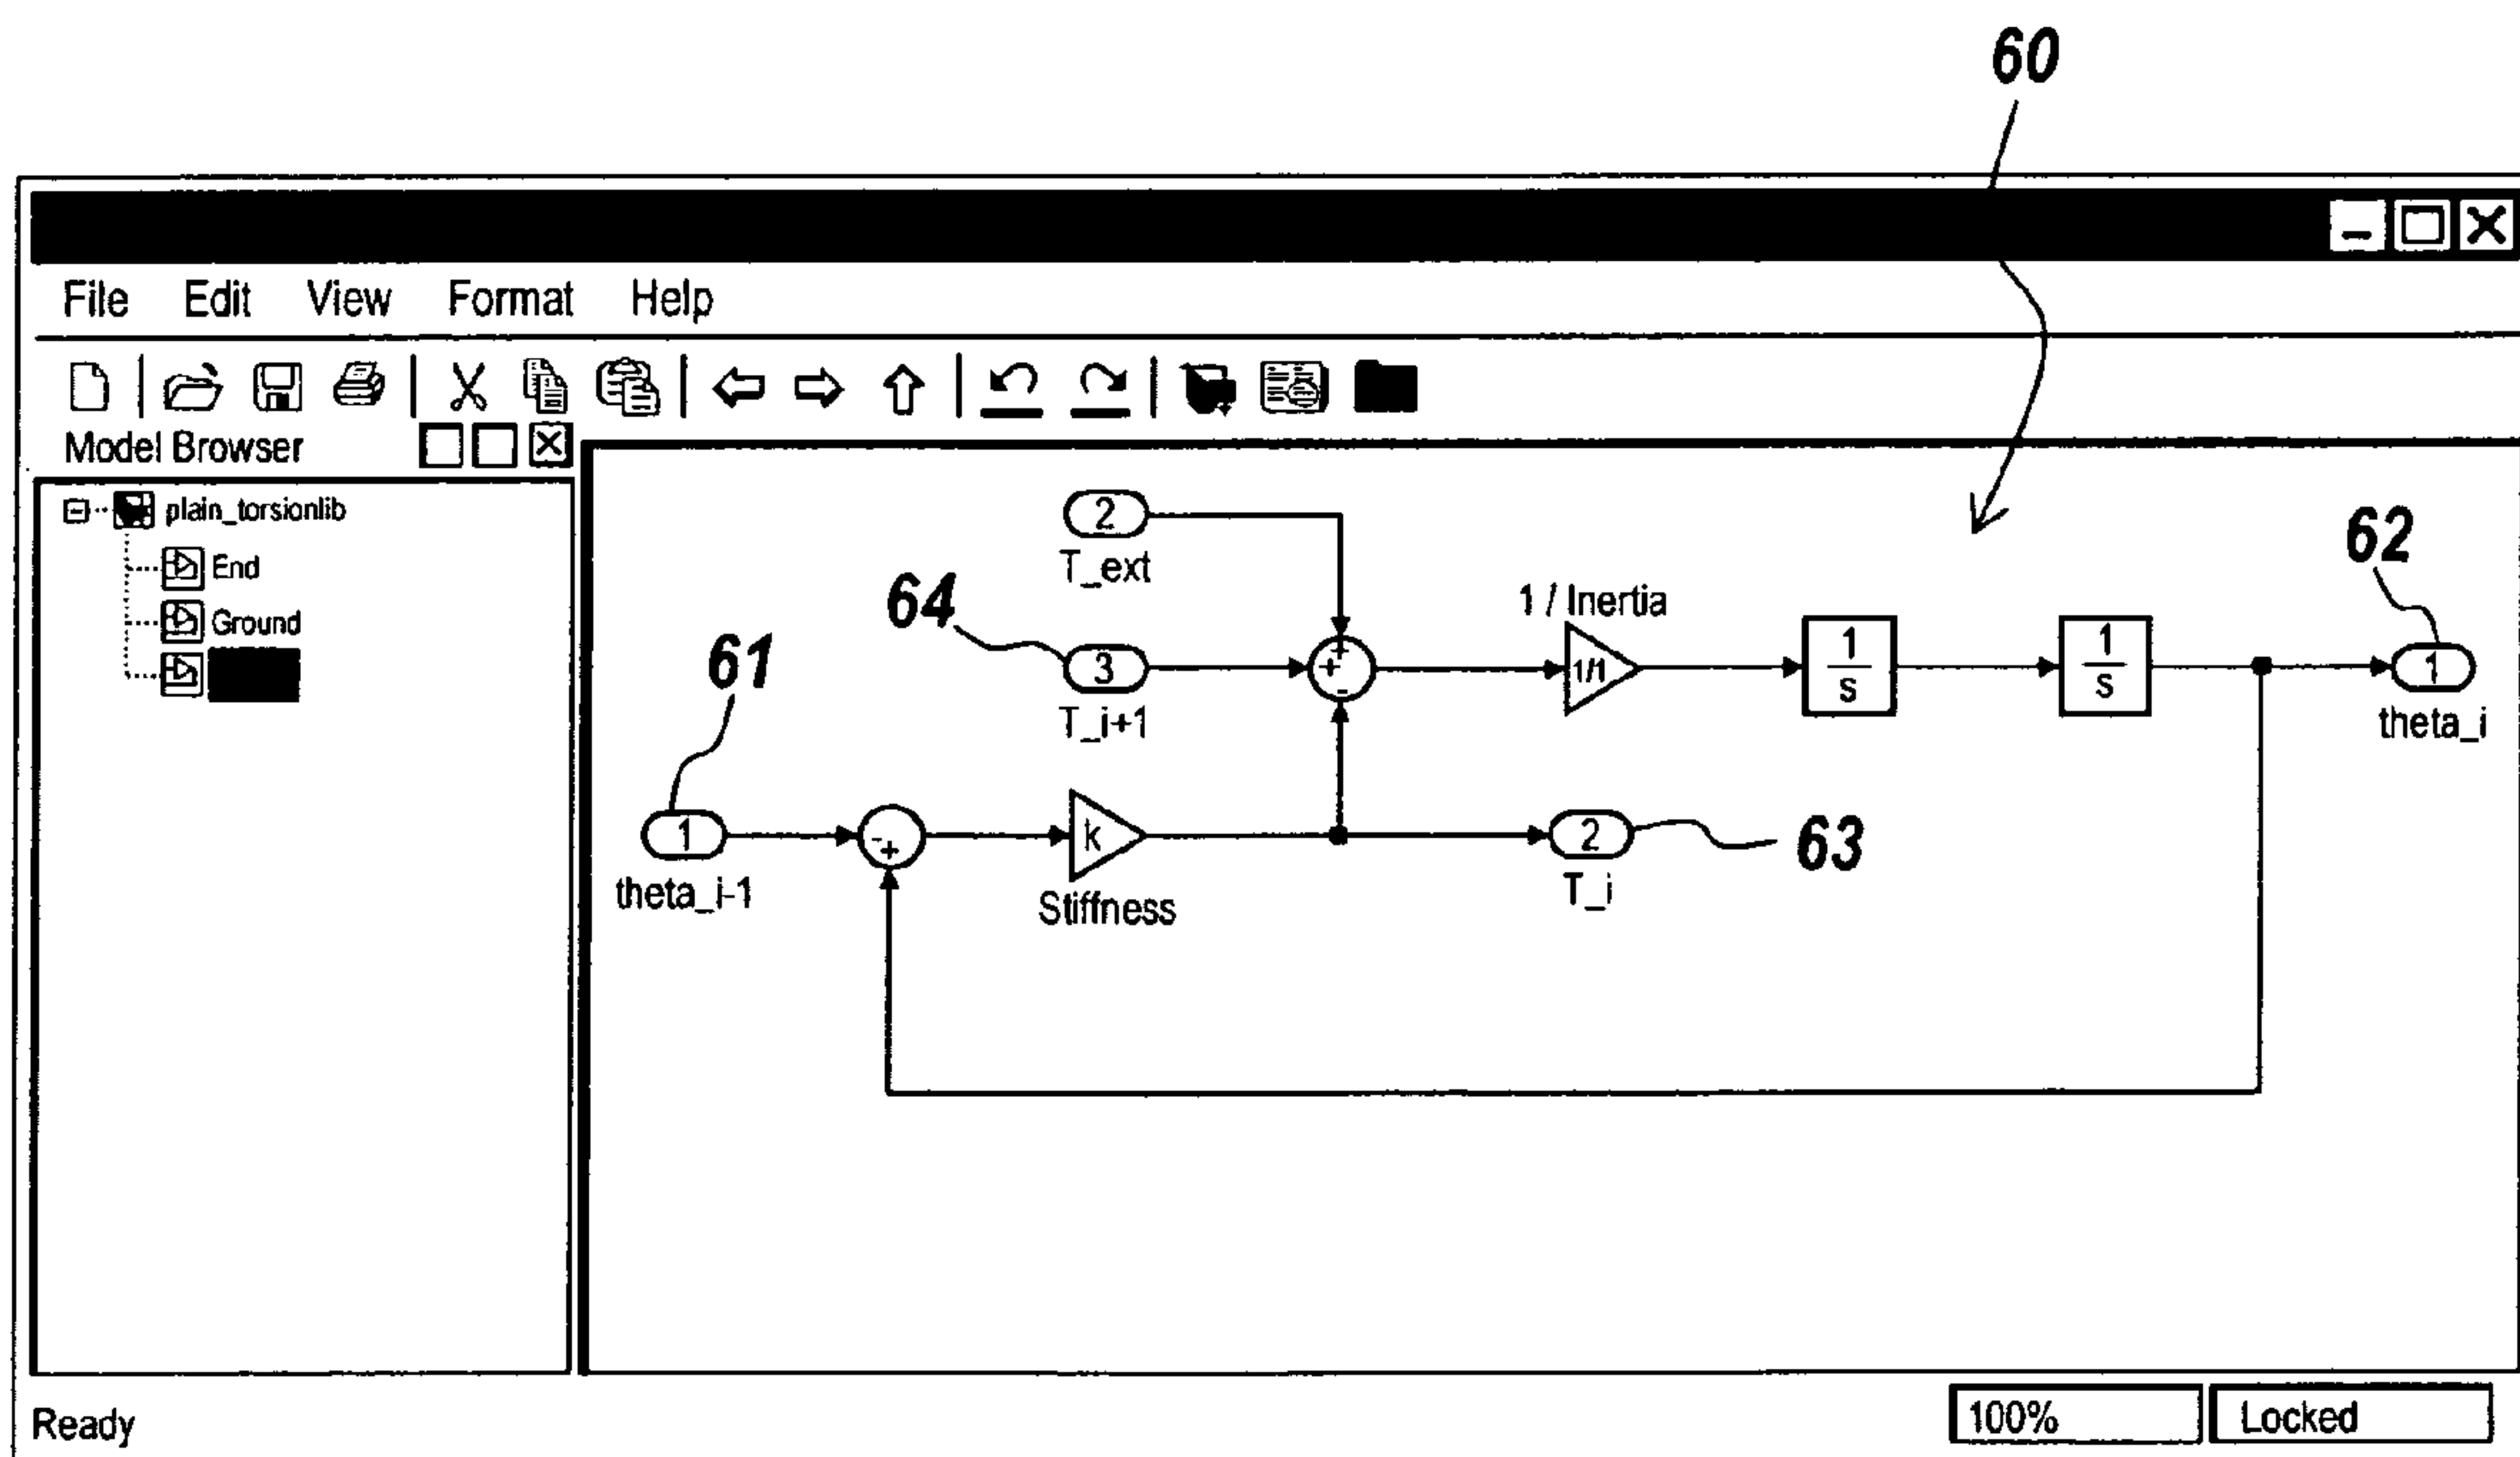 60
File Edit View Format Help
Model Browser
plain_torsionlib
End
Ground
2
T_ext
64
3
T_i+1
+
+
-
1 / Inertia
1/1
1
s
1
s
62
1
theta_i
61
1
theta_i-1
-
+
k
Stiffness
2
T_i
63
Ready
100%
Locked